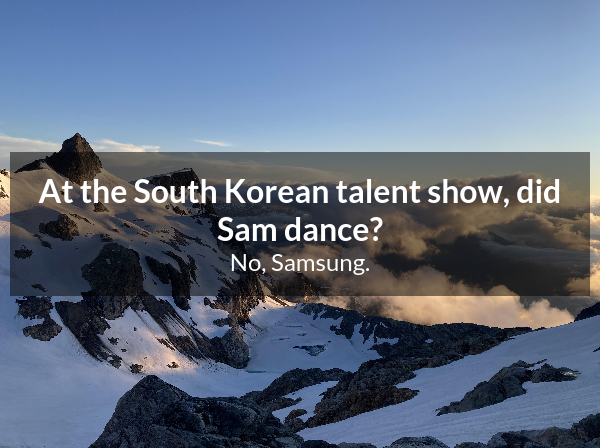 At the South Korean talent show, did
Sam dance?
No, Samsung.